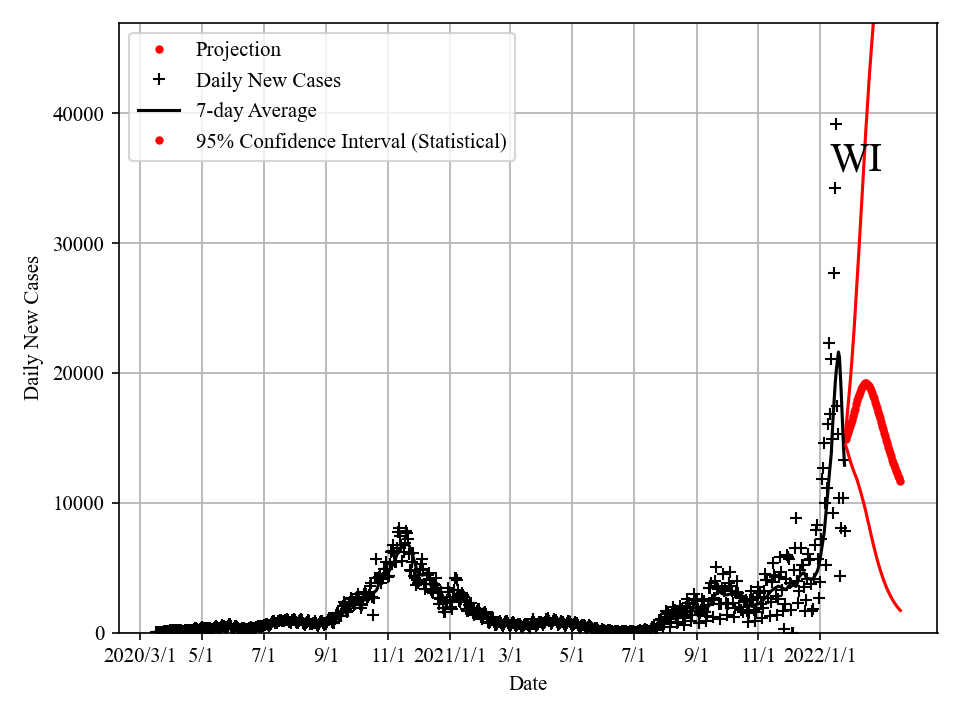 Projection
Daily New Cases
7-day Average
95% Confidence Interval (Statistical)
WI
40000
30000
20000
10000
0
Daily New Cases
2020/3/1 5/1 7/1 9/1 11/1 2021/1/1 3/1 5/1 7/1 9/1 11/1 2022/1/1
Date